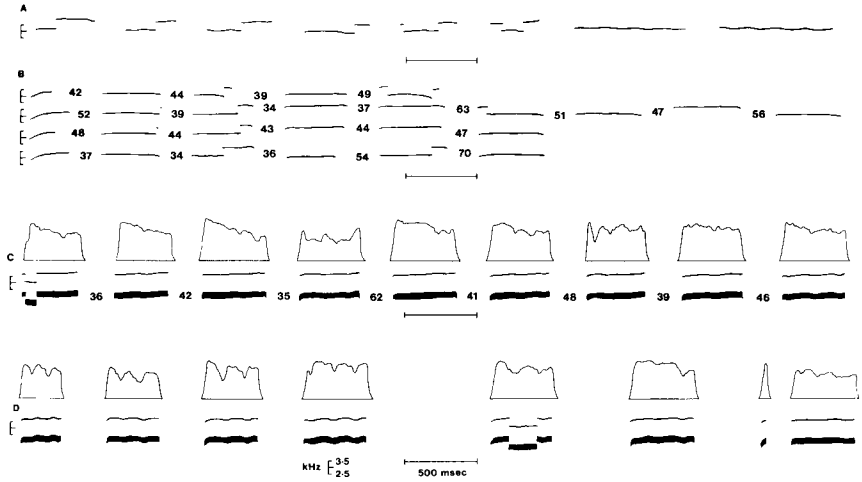 A
B
42 44 39 49
34 37 63 47
52 39 51 56
48 44 43 44 47
37 34 36 54 70
C
36 42 35 62 41 48 39 46
D
kHz 3·5
2·5
500 msec